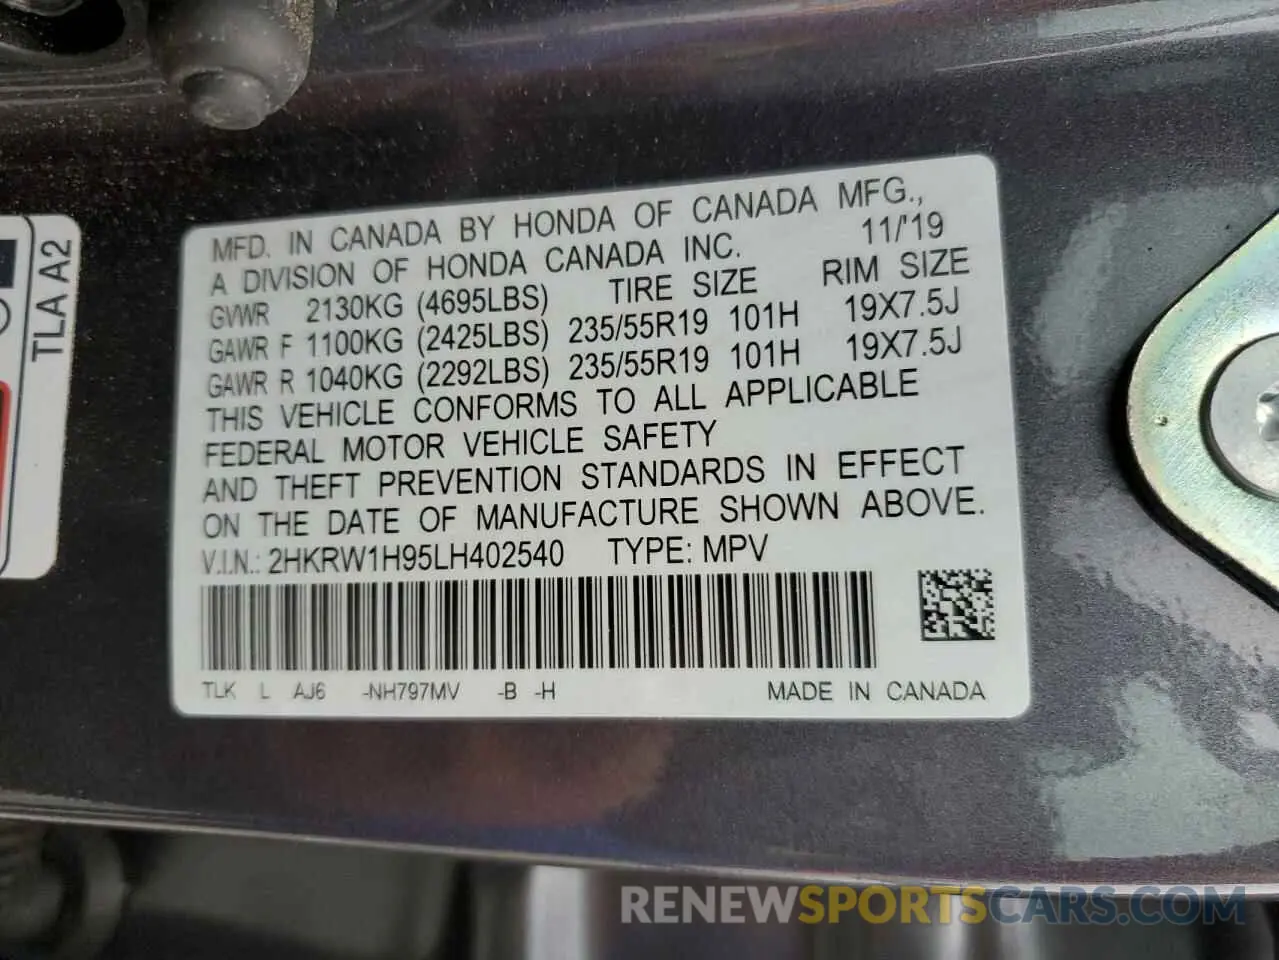 MFD. IN CANADA BY HONDA OF CANADA MFG.,
A DIVISION OF HONDA CANADA INC. 11/'19
GVWR 2130KG (4695LBS) TIRE SIZE RIM SIZE
GAWR F 1100KG (2425LBS) 235/55R19 101H 19X7.5J
GAWR R 1040KG (2292LBS) 235/55R19 101H 19X7.5J
THIS VEHICLE CONFORMS TO ALL APPLICABLE
FEDERAL MOTOR VEHICLE SAFETY
AND THEFT PREVENTION STANDARDS IN EFFECT
ON THE DATE OF MANUFACTURE SHOWN ABOVE.
V.I.N.: 2HKRW1H95LH402540 TYPE: MPV
TLK L AJ6 -NH797MV -B -H MADE IN CANADA
TLA A2
RENEWSPORTSCARS.COM